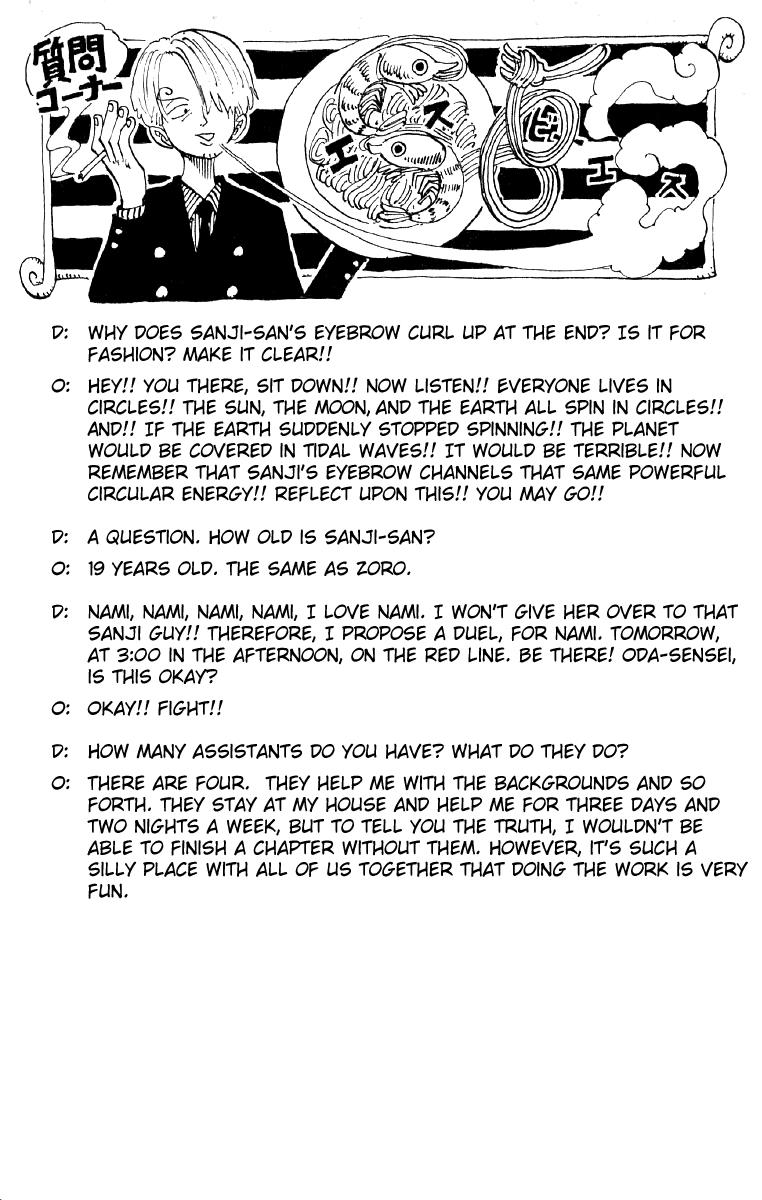 質問
コーナー
エス
ビー
エス
D: WHY DOES SANJI-SAN'S EYEBROW CURL UP AT THE END? IS IT FOR
FASHION? MAKE IT CLEAR!!
O: HEY!! YOU THERE, SIT DOWN!! NOW LISTEN!! EVERYONE LIVES IN
CIRCLES!! THE SUN, THE MOON, AND THE EARTH ALL SPIN IN CIRCLES!!
AND!! IF THE EARTH SUDDENLY STOPPED SPINNING!! THE PLANET
WOULD BE COVERED IN TIDAL WAVES!! IT WOULD BE TERRIBLE!! NOW
REMEMBER THAT SANJI'S EYEBROW CHANNELS THAT SAME POWERFUL
CIRCULAR ENERGY!! REFLECT UPON THIS!! YOU MAY GO!!
D: A QUESTION. HOW OLD IS SANJI-SAN?
O: 19 YEARS OLD. THE SAME AS ZORO.
D: NAMI, NAMI, NAMI, NAMI, I LOVE NAMI. I WON'T GIVE HER OVER TO THAT
SANJI GUY!! THEREFORE, I PROPOSE A DUEL, FOR NAMI. TOMORROW,
AT 3:00 IN THE AFTERNOON, ON THE RED LINE. BE THERE! ODA-SENSEI,
IS THIS OKAY?
O: OKAY!! FIGHT!!
D: HOW MANY ASSISTANTS DO YOU HAVE? WHAT DO THEY DO?
O: THERE ARE FOUR. THEY HELP ME WITH THE BACKGROUNDS AND SO
FORTH. THEY STAY AT MY HOUSE AND HELP ME FOR THREE DAYS AND
TWO NIGHTS A WEEK, BUT TO TELL YOU THE TRUTH, I WOULDN'T BE
ABLE TO FINISH A CHAPTER WITHOUT THEM. HOWEVER, IT'S SUCH A
SILLY PLACE WITH ALL OF US TOGETHER THAT DOING THE WORK IS VERY
FUN.